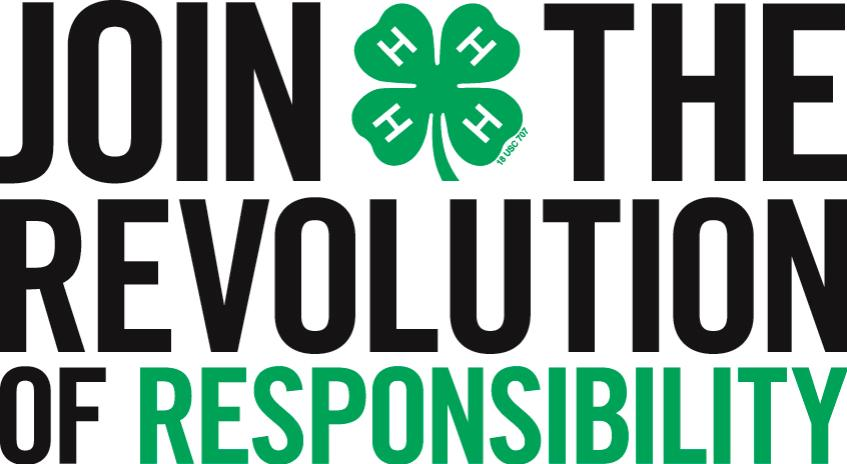 JOIN THE
H H
H H
18 USC 707
REVOLUTION
OF RESPONSIBILITY